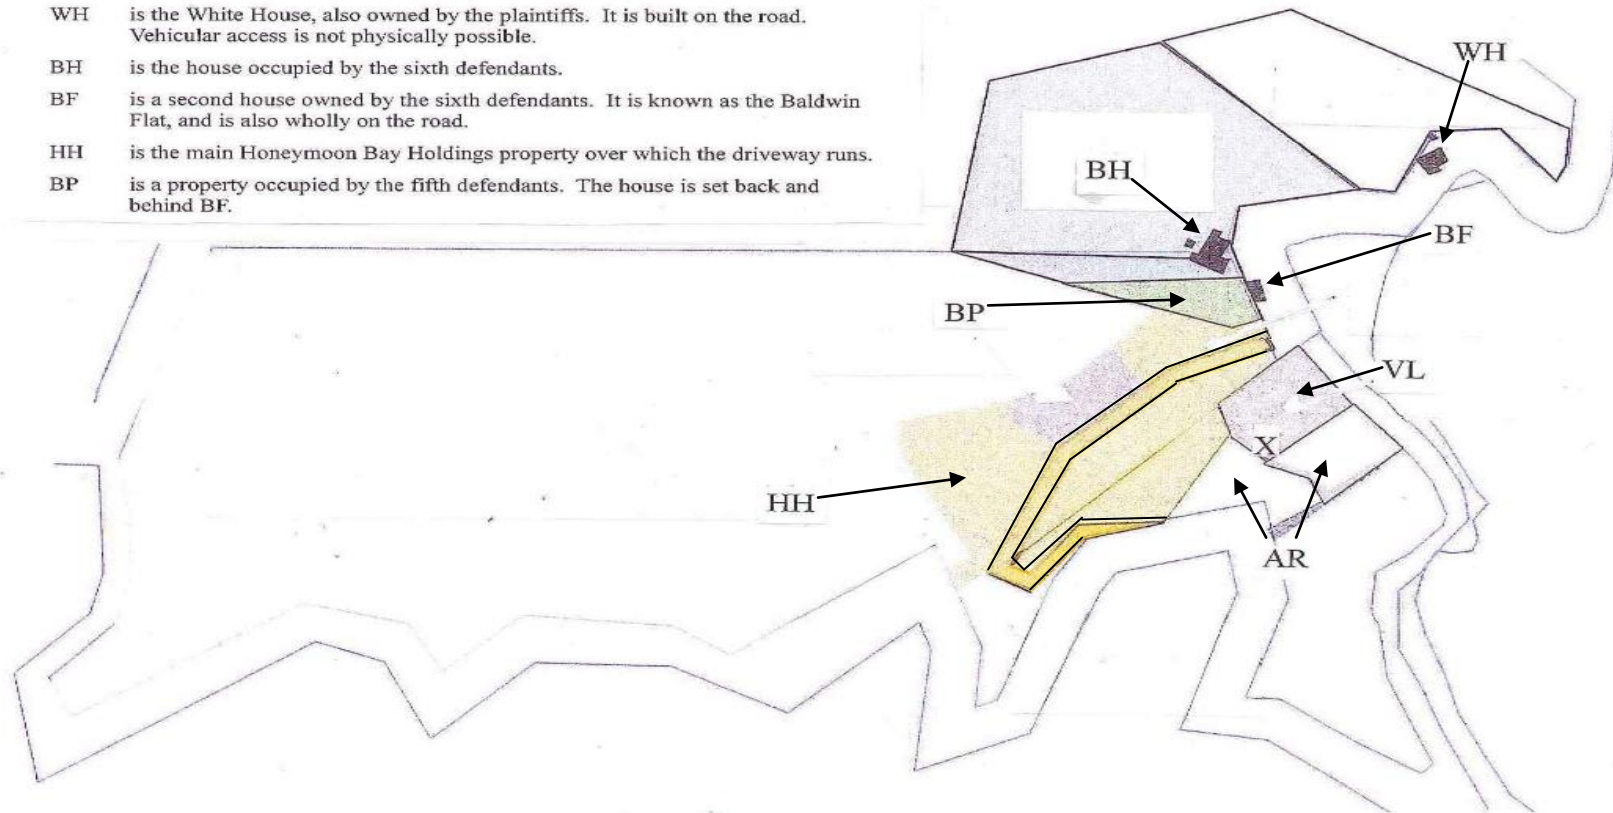 WH is the White House, also owned by the plaintiffs. It is built on the road.
Vehicular access is not physically possible.
BH is the house occupied by the sixth defendants.
BF is a second house owned by the sixth defendants. It is known as the Baldwin
Flat, and is also wholly on the road.
HH is the main Honeymoon Bay Holdings property over which the driveway runs.
BP is a property occupied by the fifth defendants. The house is set back and
behind BF.
WH
BH
BF
BP
VL
X
HH
AR